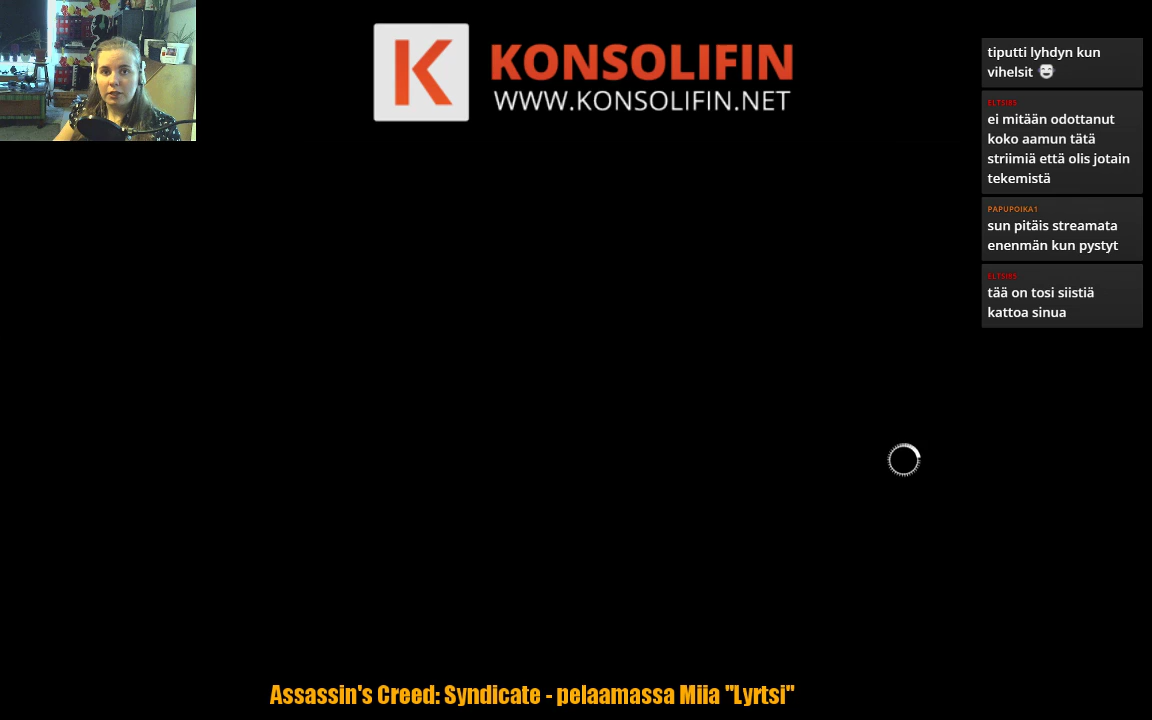 K
KONSOLIFIN
WWW.KONSOLIFIN.NET
tiputti lyhdyn kun
vihelsit
ELTSI85
ei mitään odottanut
koko aamun tätä
striimiä että olis jotain
tekemistä
PAPUPOIKA1
sun pitäis streamata
enenmän kun pystyt
ELTSI85
tää on tosi siistiä
kattoa sinua
Assassin's Creed: Syndicate - pelaamassa Miia "Lyrtsi"